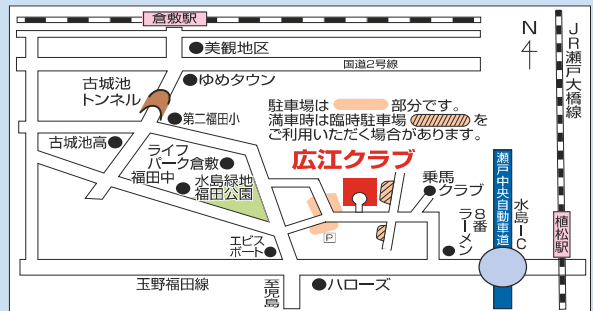 倉敷駅
美観地区
国道2号線
N
JR瀬戸大橋線
古城池
トンネル
ゆめタウン
第二福田小
駐車場は 部分です。
満車時は臨時駐車場 を
ご利用いただく場合があります。
古城池高
ライフ
パーク倉敷
福田中
水島緑地
福田公園
広江クラブ
乗馬
クラブ
瀬戸中央自動車道
水島IC
植松駅
8番
ラーメン
P
エビス
ボート
玉野福田線
至児島
ハローズ